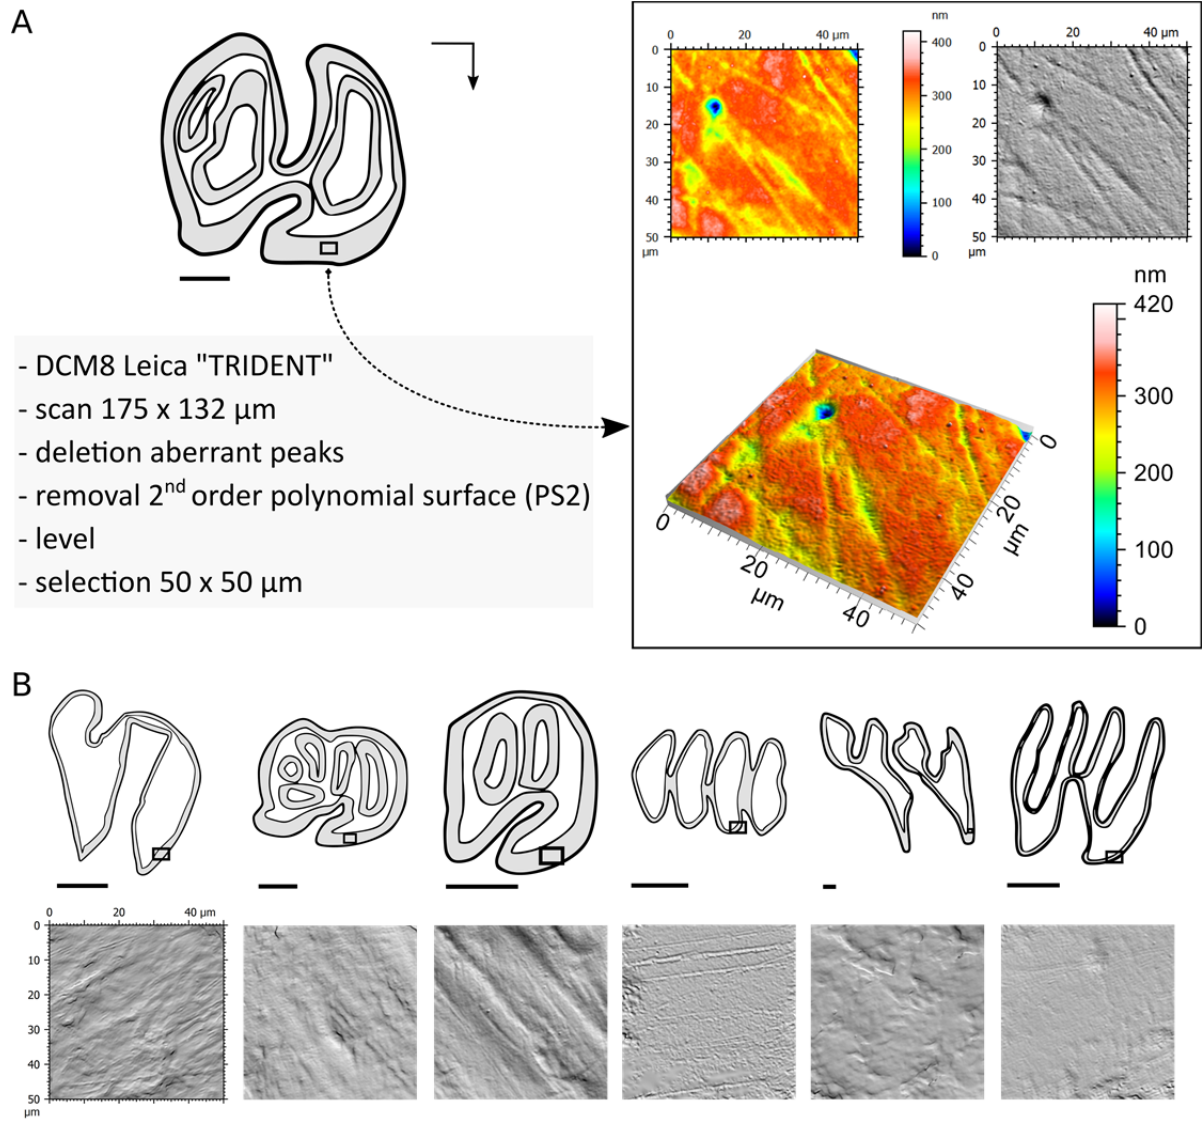 A
nm
0 20 40 µm
0 20 40 µm
0
10
20
30
40
50
µm
400
300
200
100
0
0
10
20
30
40
50
µm
- DCM8 Leica "TRIDENT"
- scan 175 x 132 µm
- deletion aberrant peaks
- removal 2nd order polynomial surface (PS2)
- level
- selection 50 x 50 µm
nm
420
300
200
100
0
0
20
40
µm
0
20
40
µm
B
0 20 40 µm
0
10
20
30
40
50
µm